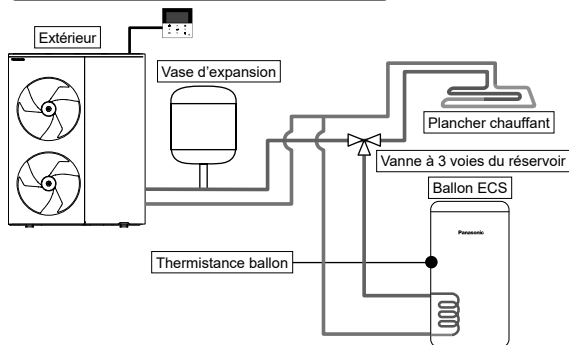 Extérieur
Vase d'expansion
Plancher chauffant
Vanne à 3 voies du réservoir
Ballon ECS
Panasonic
Thermistance ballon